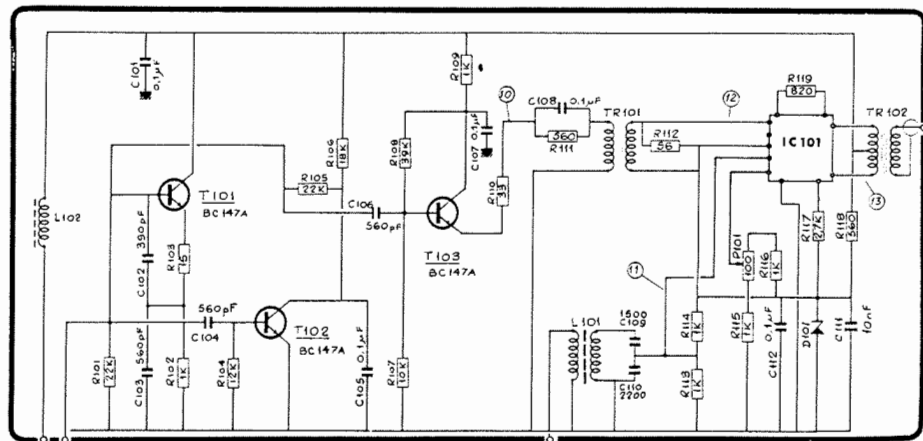 C101
0,1µF
L102
R101
22K
C102
390pF
C103
560pF
T101
BC147A
R103
15
R102
1K
560pF
C104
R104
12K
T102
BC147A
R105
22K
R106
18K
C105
0,1µF
C106
560pF
R108
39K
R107
10K
T103
BC147A
R109
1K
C107
0,1µF
R110
33
10
C108
0,1µF
560
R111
TR101
12
R112
56
11
L101
1500
C109
C110
2200
R114
1K
R113
1K
R119
820
IC101
TR102
13
P101
100
R116
1K
R115
1K
C112
0,1µF
R117
2,7K
R118
560
D101
C111
10nF